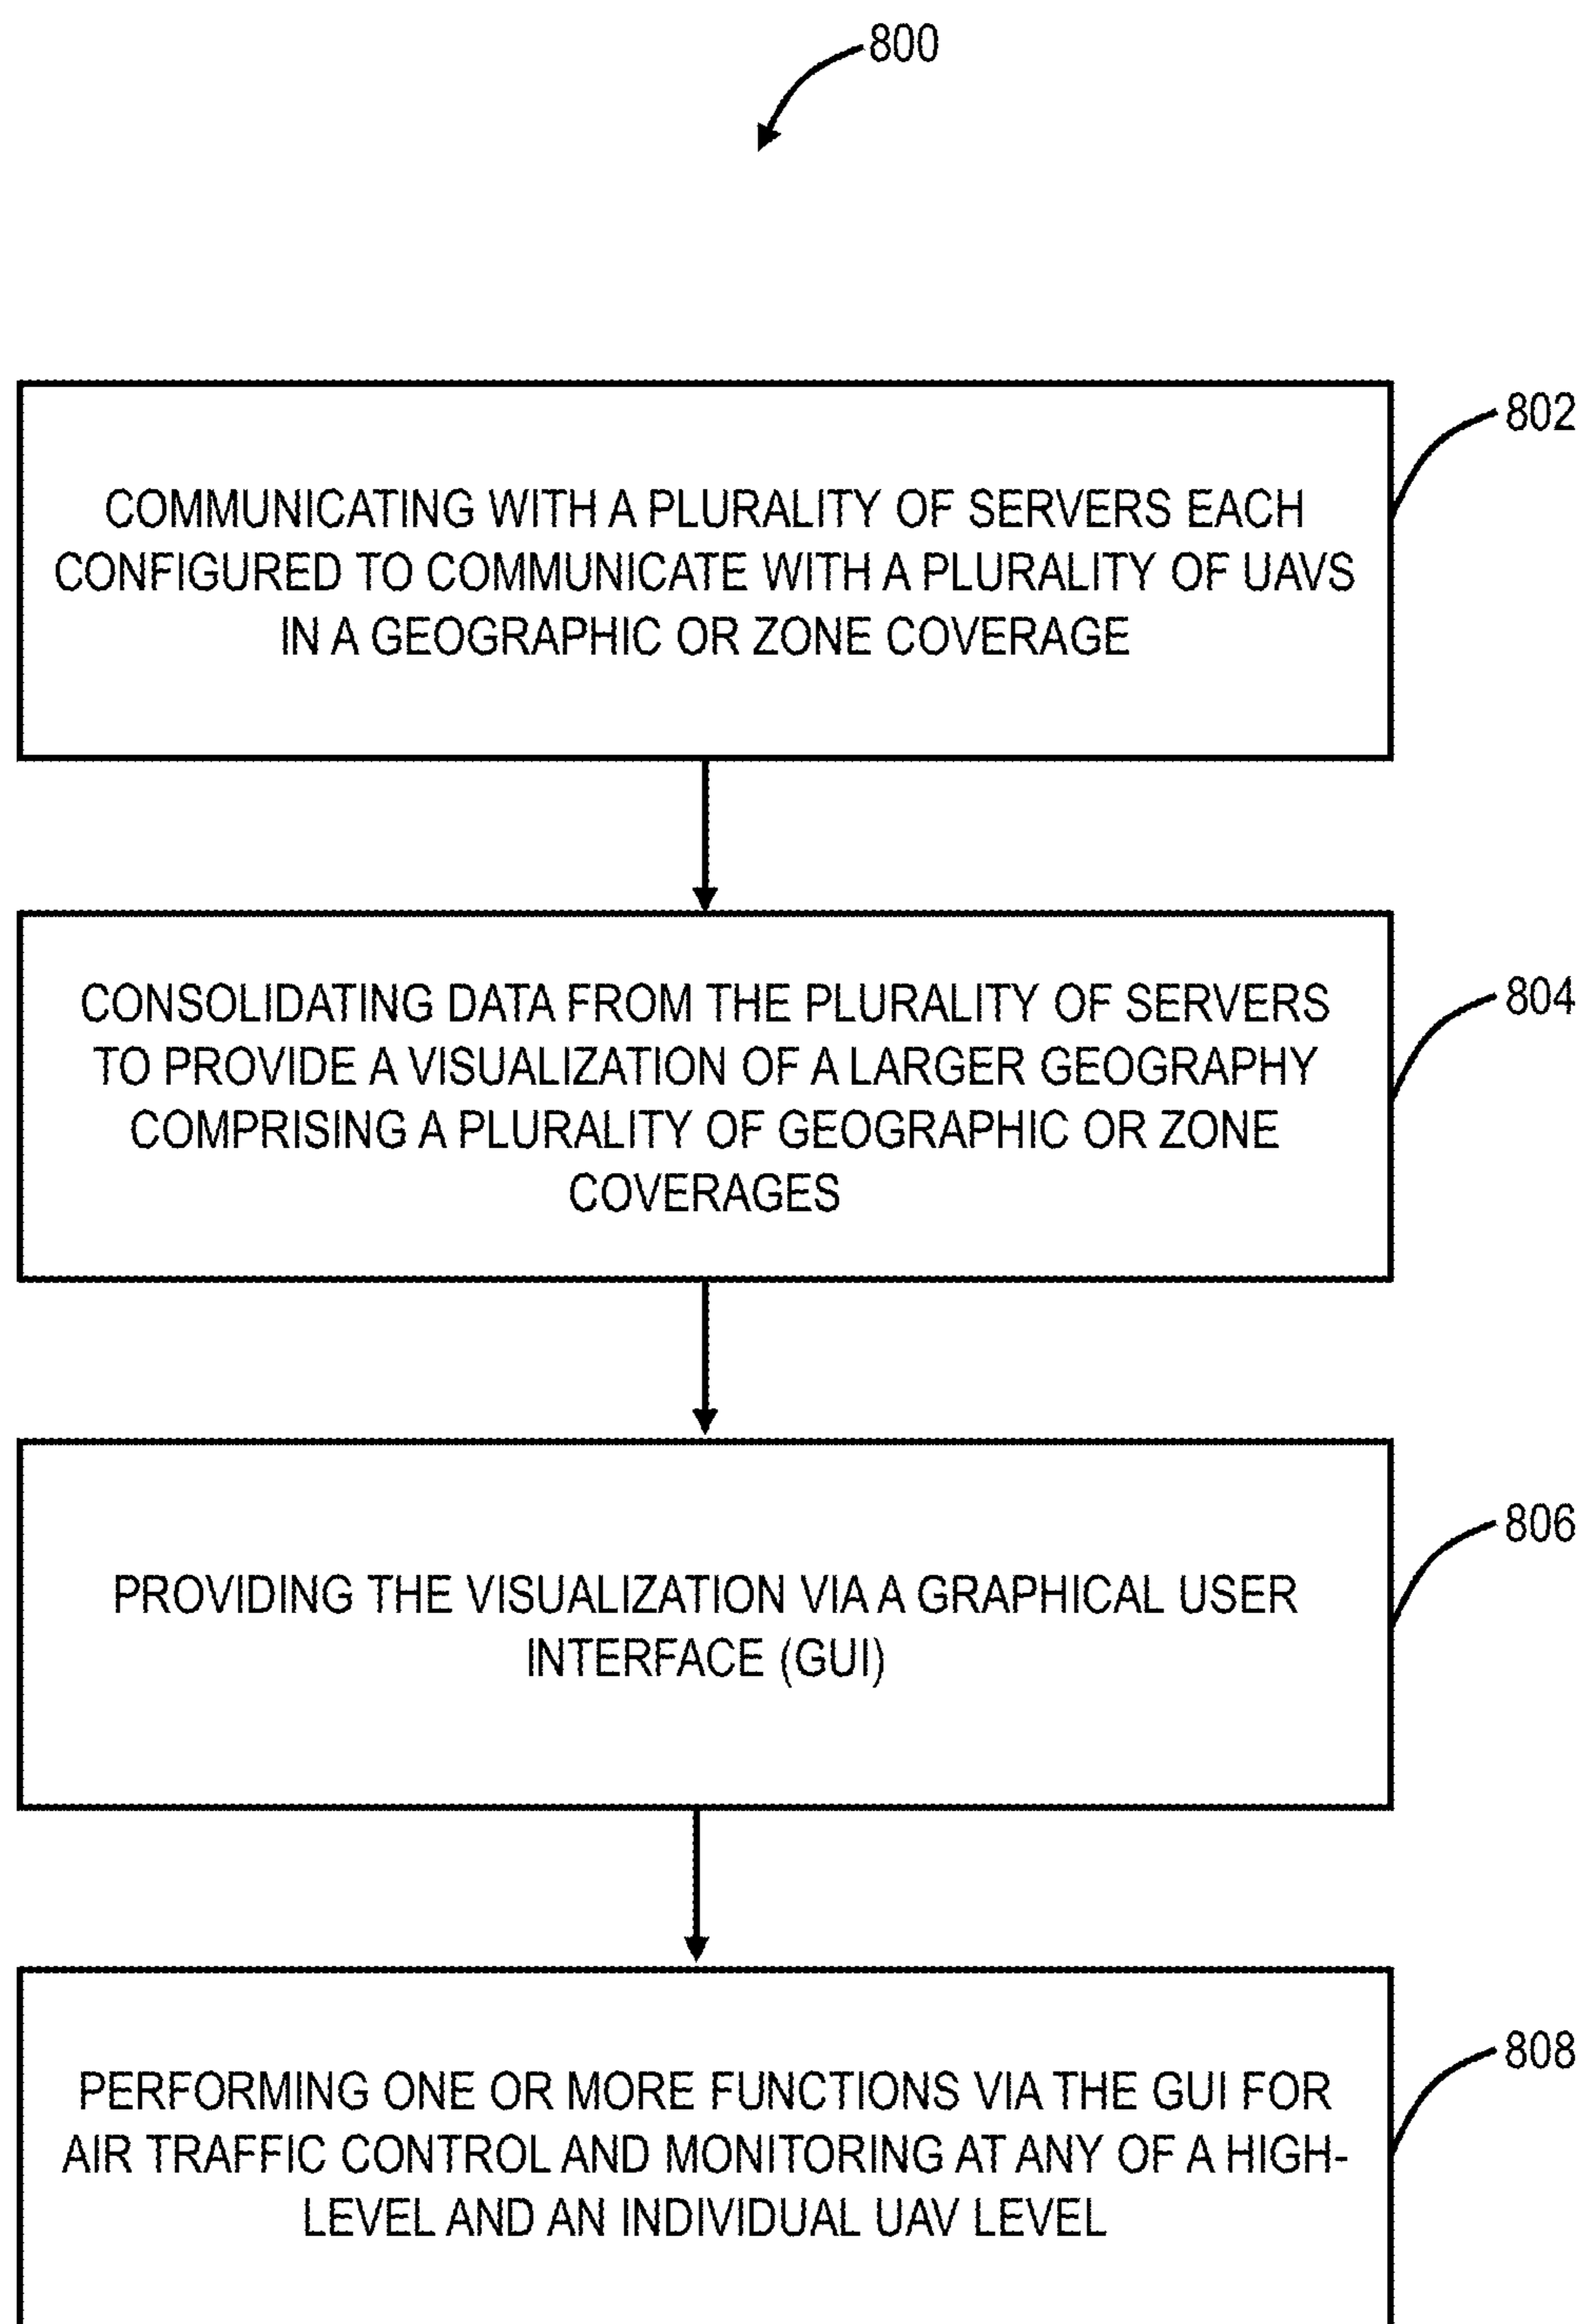 800
802
COMMUNICATING WITH A PLURALITY OF SERVERS EACH
CONFIGURED TO COMMUNICATE WITH A PLURALITY OF UAVS
IN A GEOGRAPHIC OR ZONE COVERAGE
804
CONSOLIDATING DATA FROM THE PLURALITY OF SERVERS
TO PROVIDE A VISUALIZATION OF A LARGER GEOGRAPHY
COMPRISING A PLURALITY OF GEOGRAPHIC OR ZONE
COVERAGES
806
PROVIDING THE VISUALIZATION VIA A GRAPHICAL USER
INTERFACE (GUI)
808
PERFORMING ONE OR MORE FUNCTIONS VIA THE GUI FOR
AIR TRAFFIC CONTROL AND MONITORING AT ANY OF A HIGH-
LEVEL AND AN INDIVIDUAL UAV LEVEL